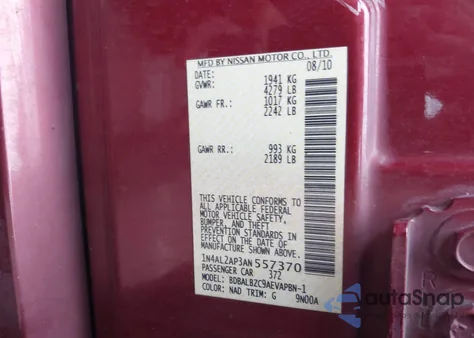 MFD BY NISSAN MOTOR CO., LTD.
DATE: 08/10
GVWR: 1941 KG
4279 LB
GAWR FR.: 1017 KG
2242 LB
GAWR RR.: 993 KG
2189 LB
THIS VEHICLE CONFORMS TO
ALL APPLICABLE FEDERAL
MOTOR VEHICLE SAFETY,
BUMPER, AND THEFT
PREVENTION STANDARDS
IN EFFECT ON THE DATE OF
MANUFACTURE SHOWN ABOVE.
1N4AL2AP3AN557370
PASSENGER CAR 372
MODEL: BDBALBZC9AEVAPBN-1
COLOR: NAD TRIM: G 9N00A
autoSnap